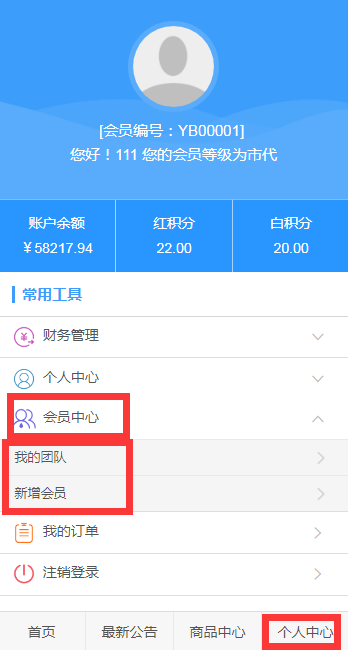 [会员编号：YB00001]
您好！111 您的会员等级为市代
账户余额 红积分 白积分
￥58217.94 22.00 20.00
常用工具
财务管理
个人中心
会员中心
我的团队
新增会员
我的订单
注销登录
首页 最新公告 商品中心 个人中心